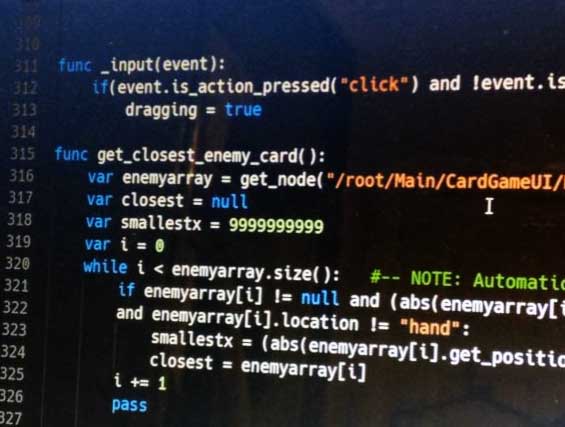 310
311 func _input(event):
312 if(event.is_action_pressed("click") and !event.is
313 dragging = true
314
315 func get_closest_enemy_card():
316 var enemyarray = get_node("/root/Main/CardGameUI/
317 var closest = null
318 var smallestx = 9999999999
319 var i = 0
320 while i < enemyarray.size(): #-- NOTE: Automatic
321 if enemyarray[i] != null and (abs(enemyarray[i
322 and enemyarray[i].location != "hand":
323 smallestx = (abs(enemyarray[i].get_positio
324 closest = enemyarray[i]
325 i += 1
326 pass
327